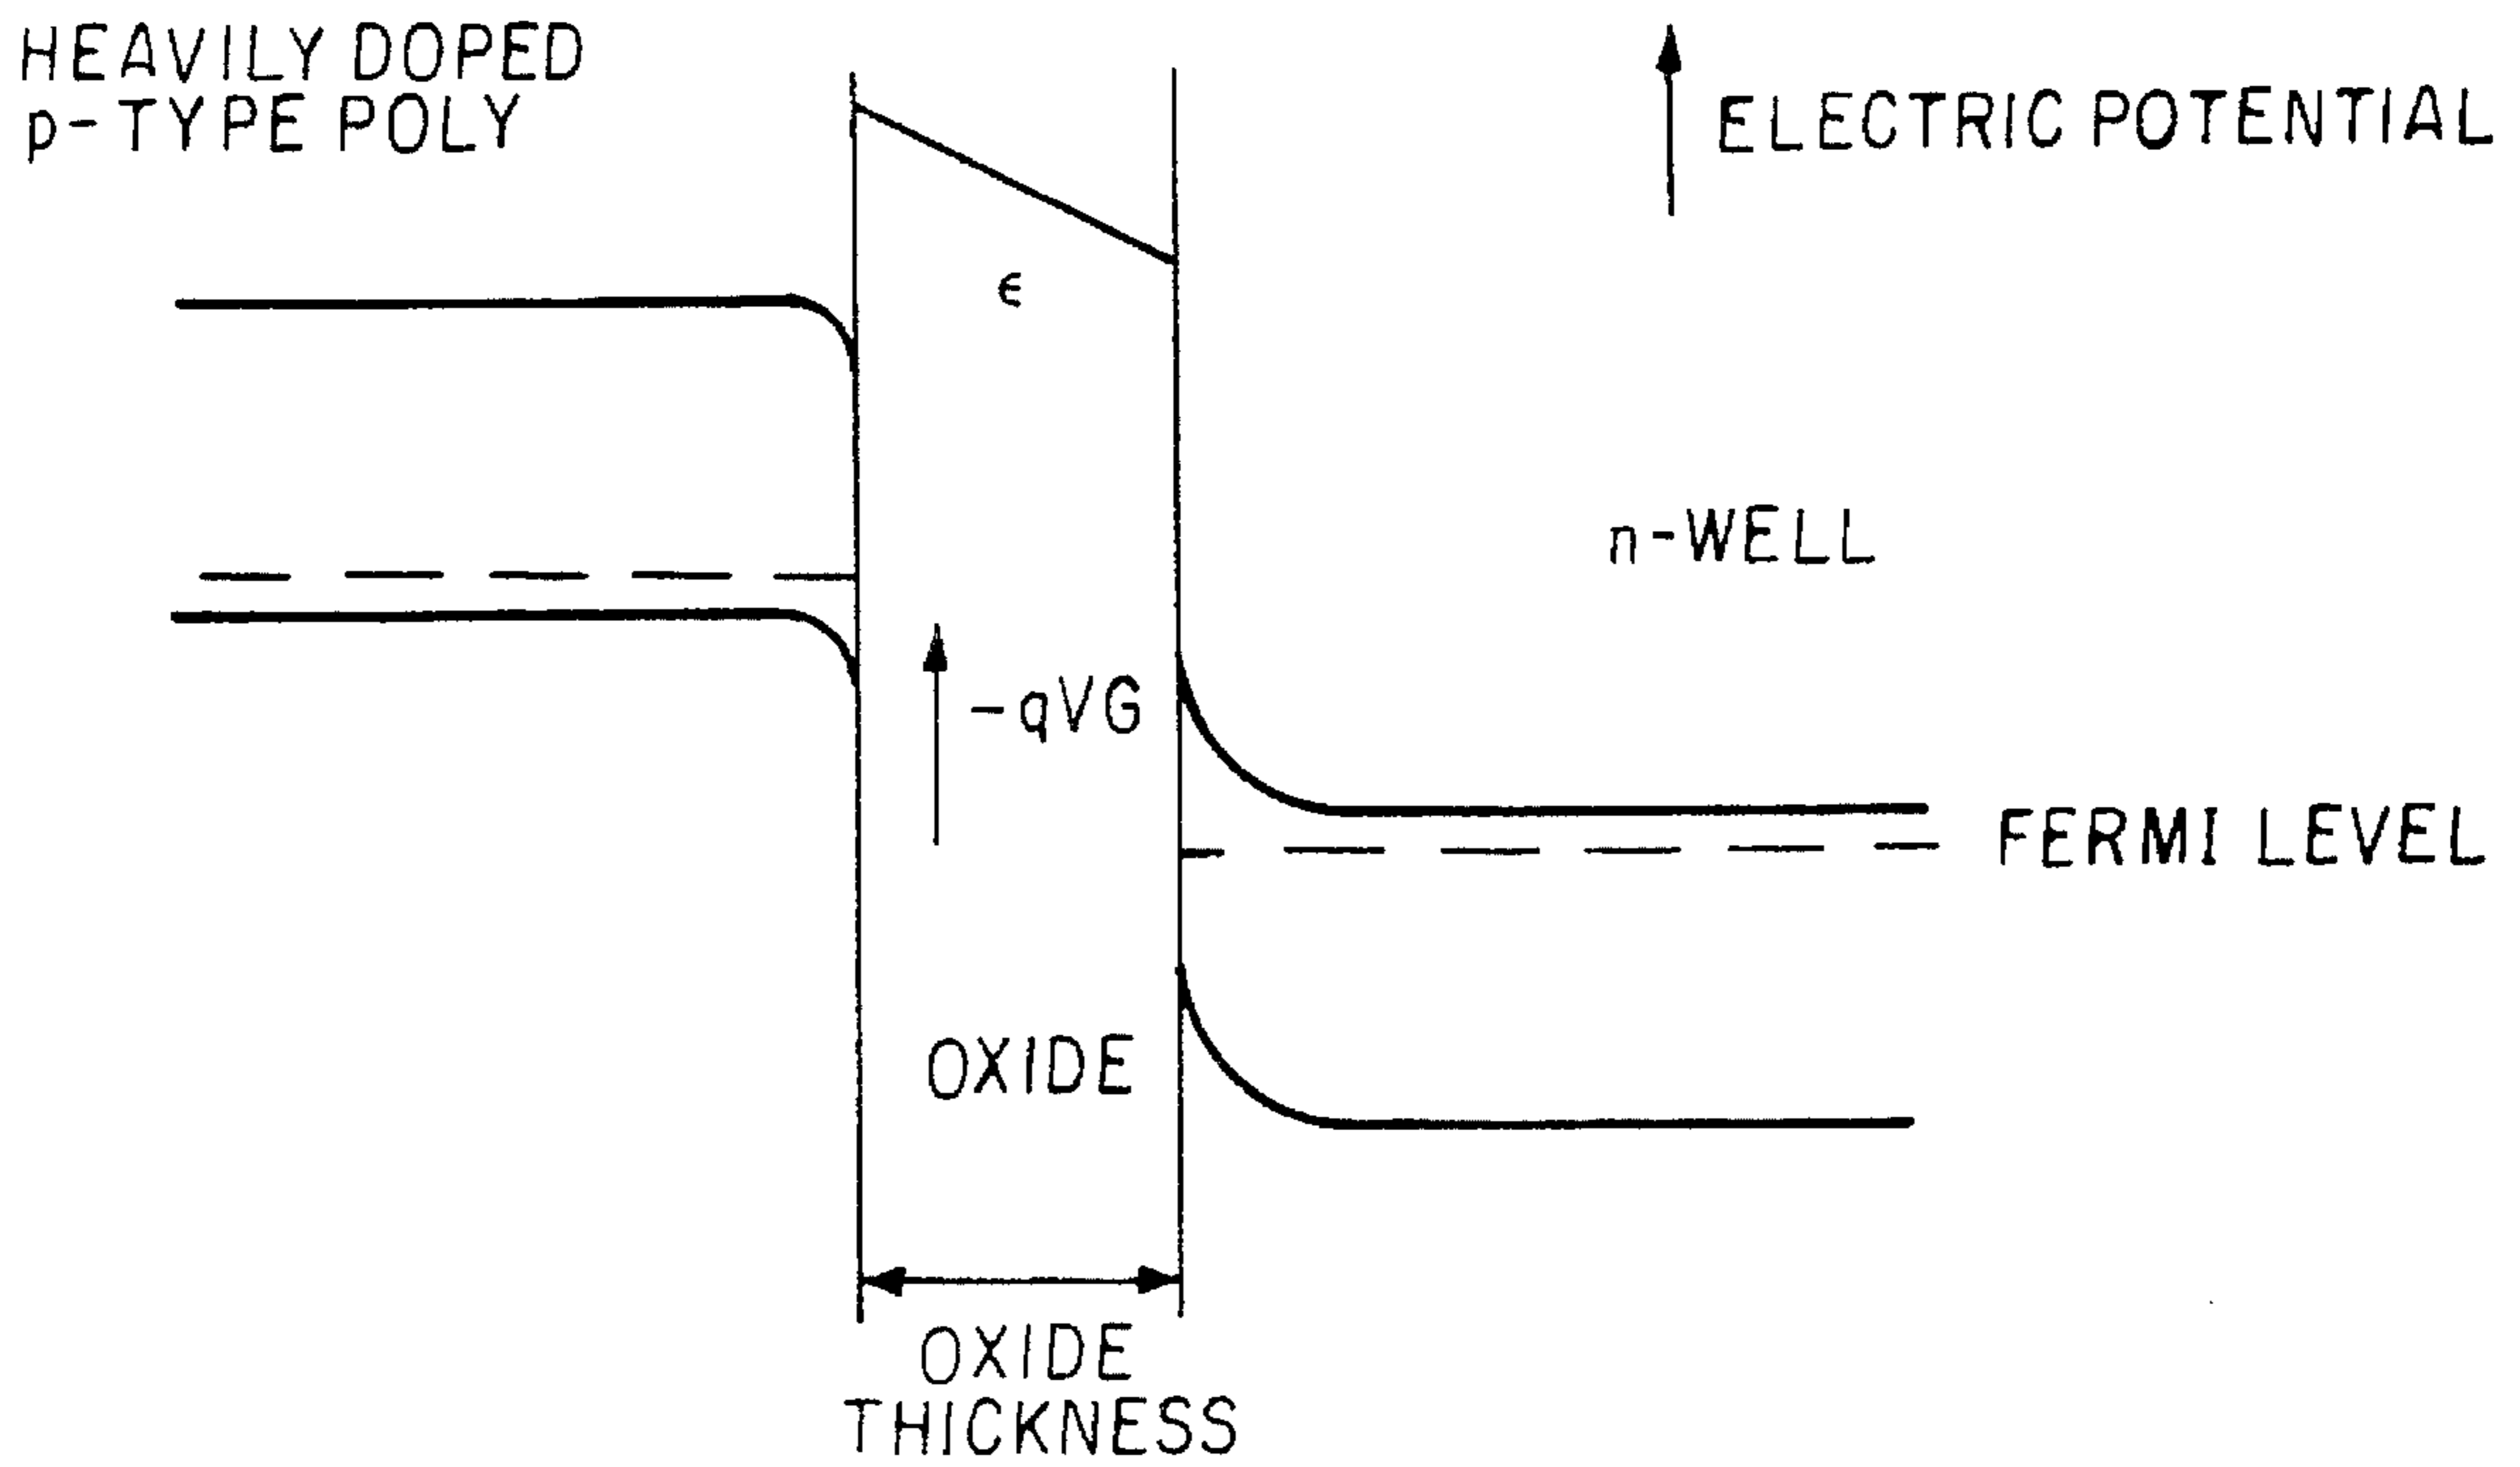 HEAVILY DOPED
p-TYPE POLY
ELECTRIC POTENTIAL
ϵ
n-WELL
-qVG
FERMI LEVEL
OXIDE
OXIDE
THICKNESS